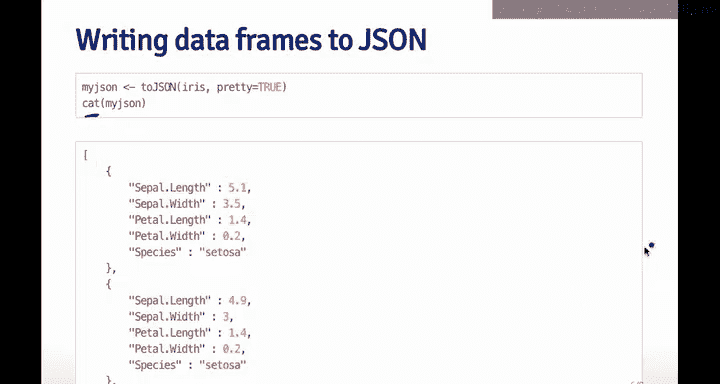 Writing data frames to JSON
myjson <- toJSON(iris, pretty=TRUE)
cat(myjson)
[
{
"Sepal.Length" : 5.1,
"Sepal.Width" : 3.5,
"Petal.Length" : 1.4,
"Petal.Width" : 0.2,
"Species" : "setosa"
},
{
"Sepal.Length" : 4.9,
"Sepal.Width" : 3,
"Petal.Length" : 1.4,
"Petal.Width" : 0.2,
"Species" : "setosa"
},